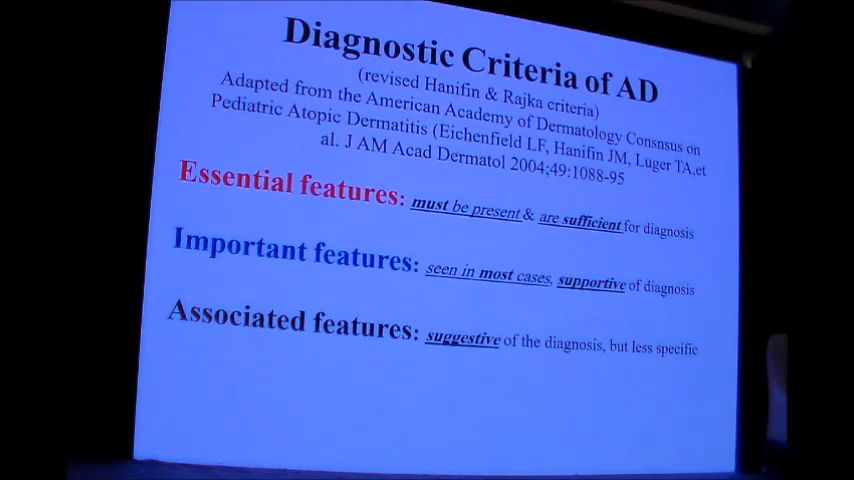 Diagnostic Criteria of AD
(revised Hanifin & Rajka criteria)
Adapted from the American Academy of Dermatology Consnsus on
Pediatric Atopic Dermatitis (Eichenfield LF, Hanifin JM, Luger TA,et
al. J AM Acad Dermatol 2004;49:1088-95
Essential features: must be present & are sufficient for diagnosis
Important features: seen in most cases, supportive of diagnosis
Associated features: suggestive of the diagnosis, but less specific